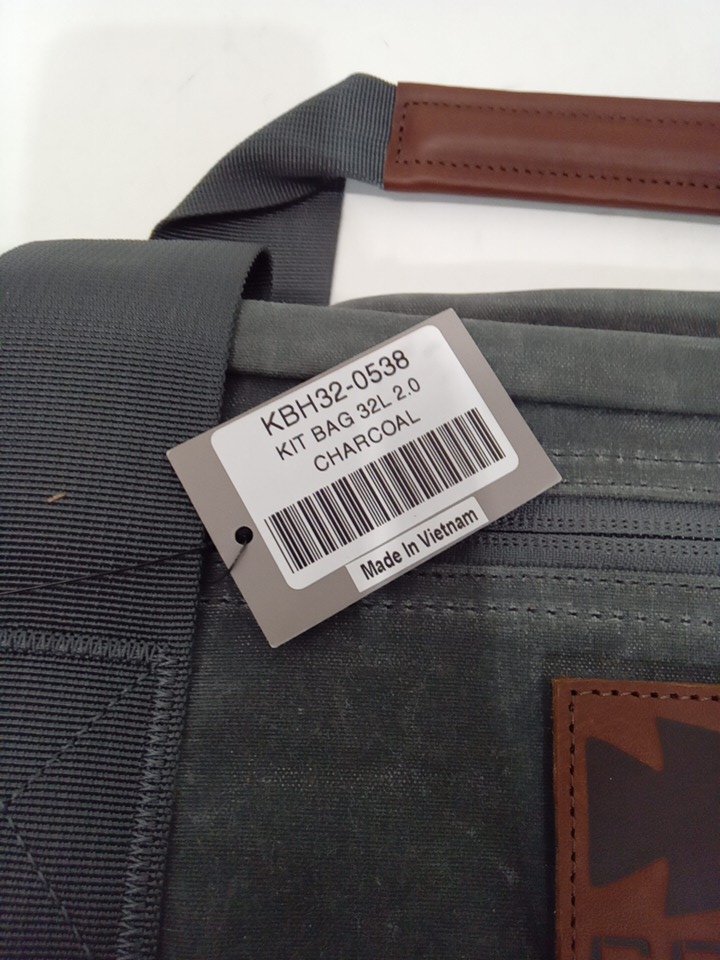 KBH32-0538
KIT BAG 32L 2.0
CHARCOAL
Made In Vietnam